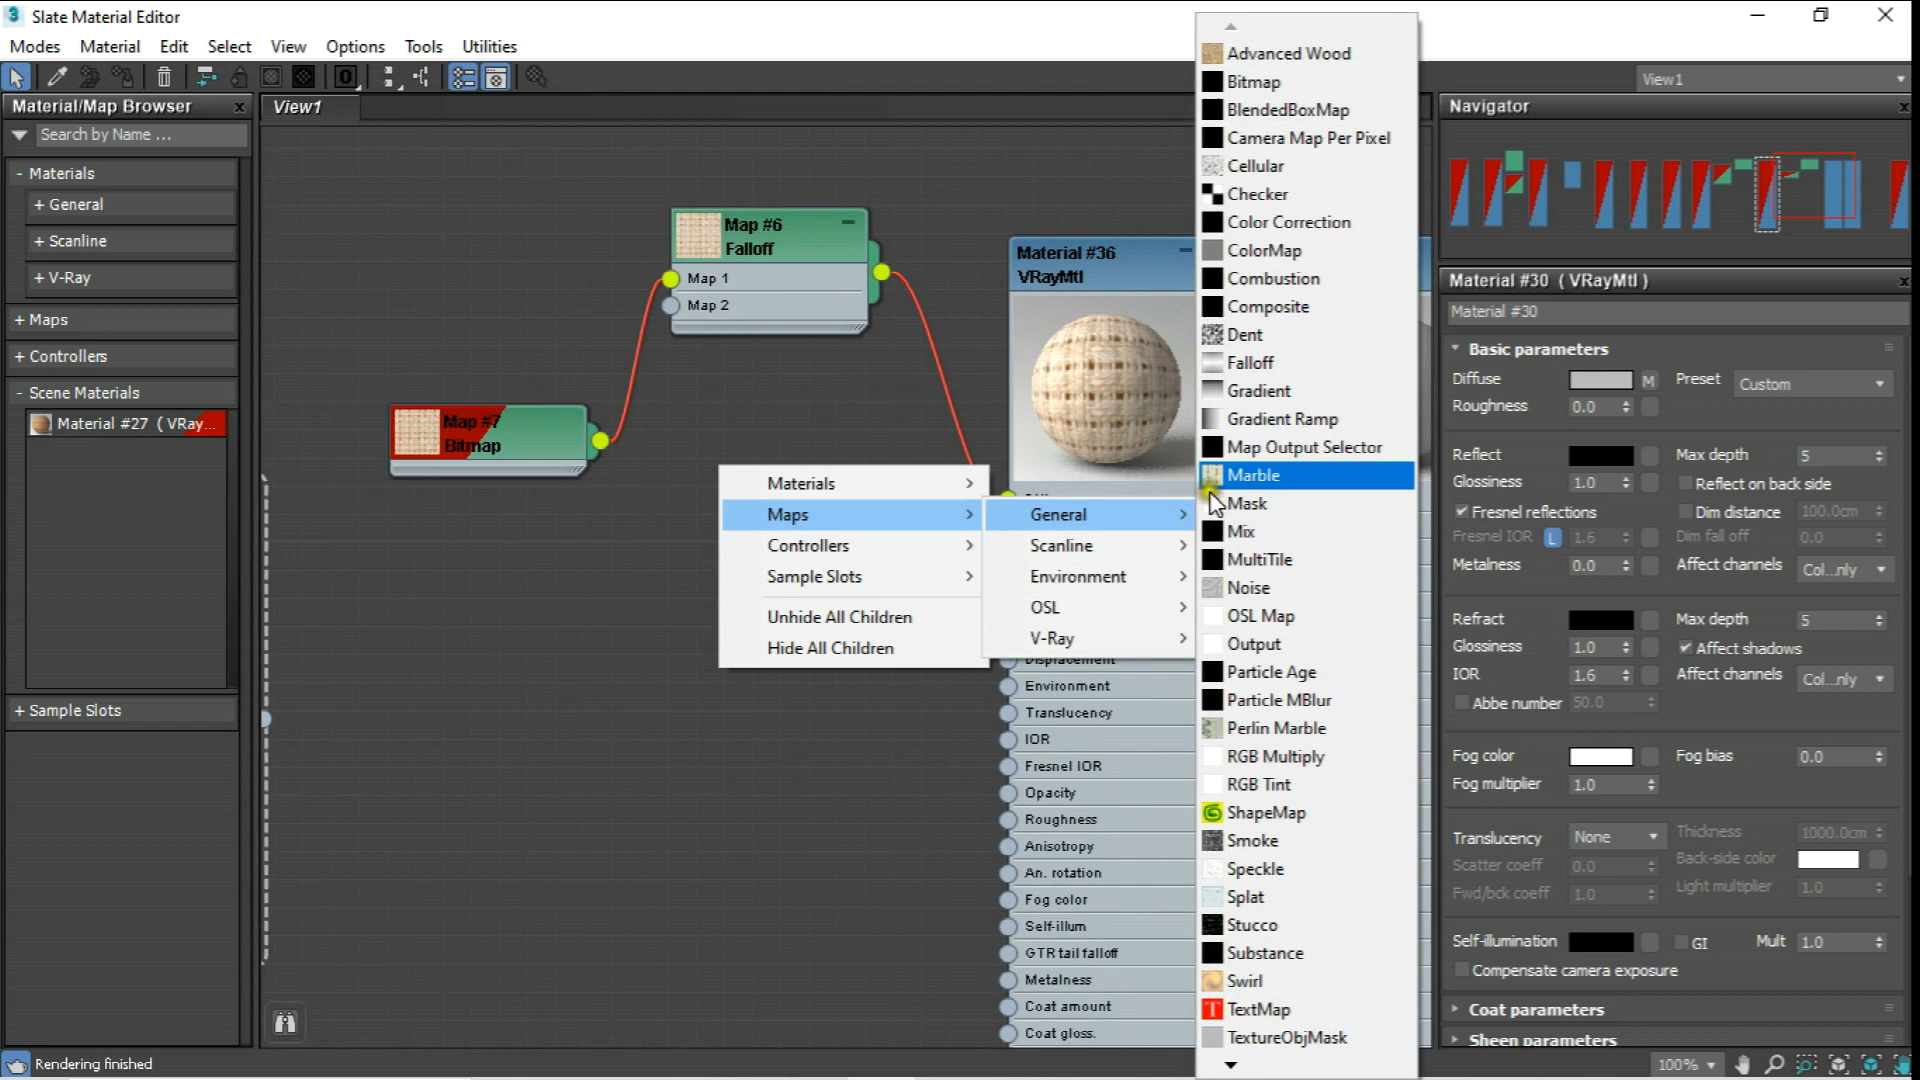 Slate Material Editor
Modes Material Edit Select View Options Tools Utilities
View1
Material/Map Browser
Search by Name ...
- Materials
+ General
+ Scanline
+ V-Ray
+ Maps
+ Controllers
- Scene Materials
Material #27 ( VRay...
+ Sample Slots
View1
Map #6
Falloff
Map 1
Map 2
Map #7
Bitmap
Material #36
VRayMtl
Materials
Maps
Controllers
Sample Slots
Unhide All Children
Hide All Children
General
Scanline
Environment
OSL
V-Ray
Displacement
Environment
Translucency
IOR
Fresnel IOR
Opacity
Roughness
Anisotropy
An. rotation
Fog color
Self-illum
GTR tail falloff
Metalness
Coat amount
Coat gloss.
Advanced Wood
Bitmap
BlendedBoxMap
Camera Map Per Pixel
Cellular
Checker
Color Correction
ColorMap
Combustion
Composite
Dent
Falloff
Gradient
Gradient Ramp
Map Output Selector
Marble
Mask
Mix
MultiTile
Noise
OSL Map
Output
Particle Age
Particle MBlur
Perlin Marble
RGB Multiply
RGB Tint
ShapeMap
Smoke
Speckle
Splat
Stucco
Substance
Swirl
TextMap
TextureObjMask
Navigator
Material #30 ( VRayMtl )
Material #30
Basic parameters
Diffuse M Preset Custom
Roughness 0.0
Reflect Max depth 5
Glossiness 1.0 Reflect on back side
Fresnel reflections Dim distance 100.0cm
Fresnel IOR L 1.6 Dim fall off 0.0
Metalness 0.0 Affect channels Col...nly
Refract Max depth 5
Glossiness 1.0 Affect shadows
IOR 1.6 Affect channels Col...nly
Abbe number 50.0
Fog color Fog bias 0.0
Fog multiplier 1.0
Translucency None Thickness 1000.0cm
Scatter coeff 0.0 Back-side color
Fwd/bck coeff 1.0 Light multiplier 1.0
Self-illumination GI Mult 1.0
Compensate camera exposure
Coat parameters
Sheen parameters
Rendering finished
100%